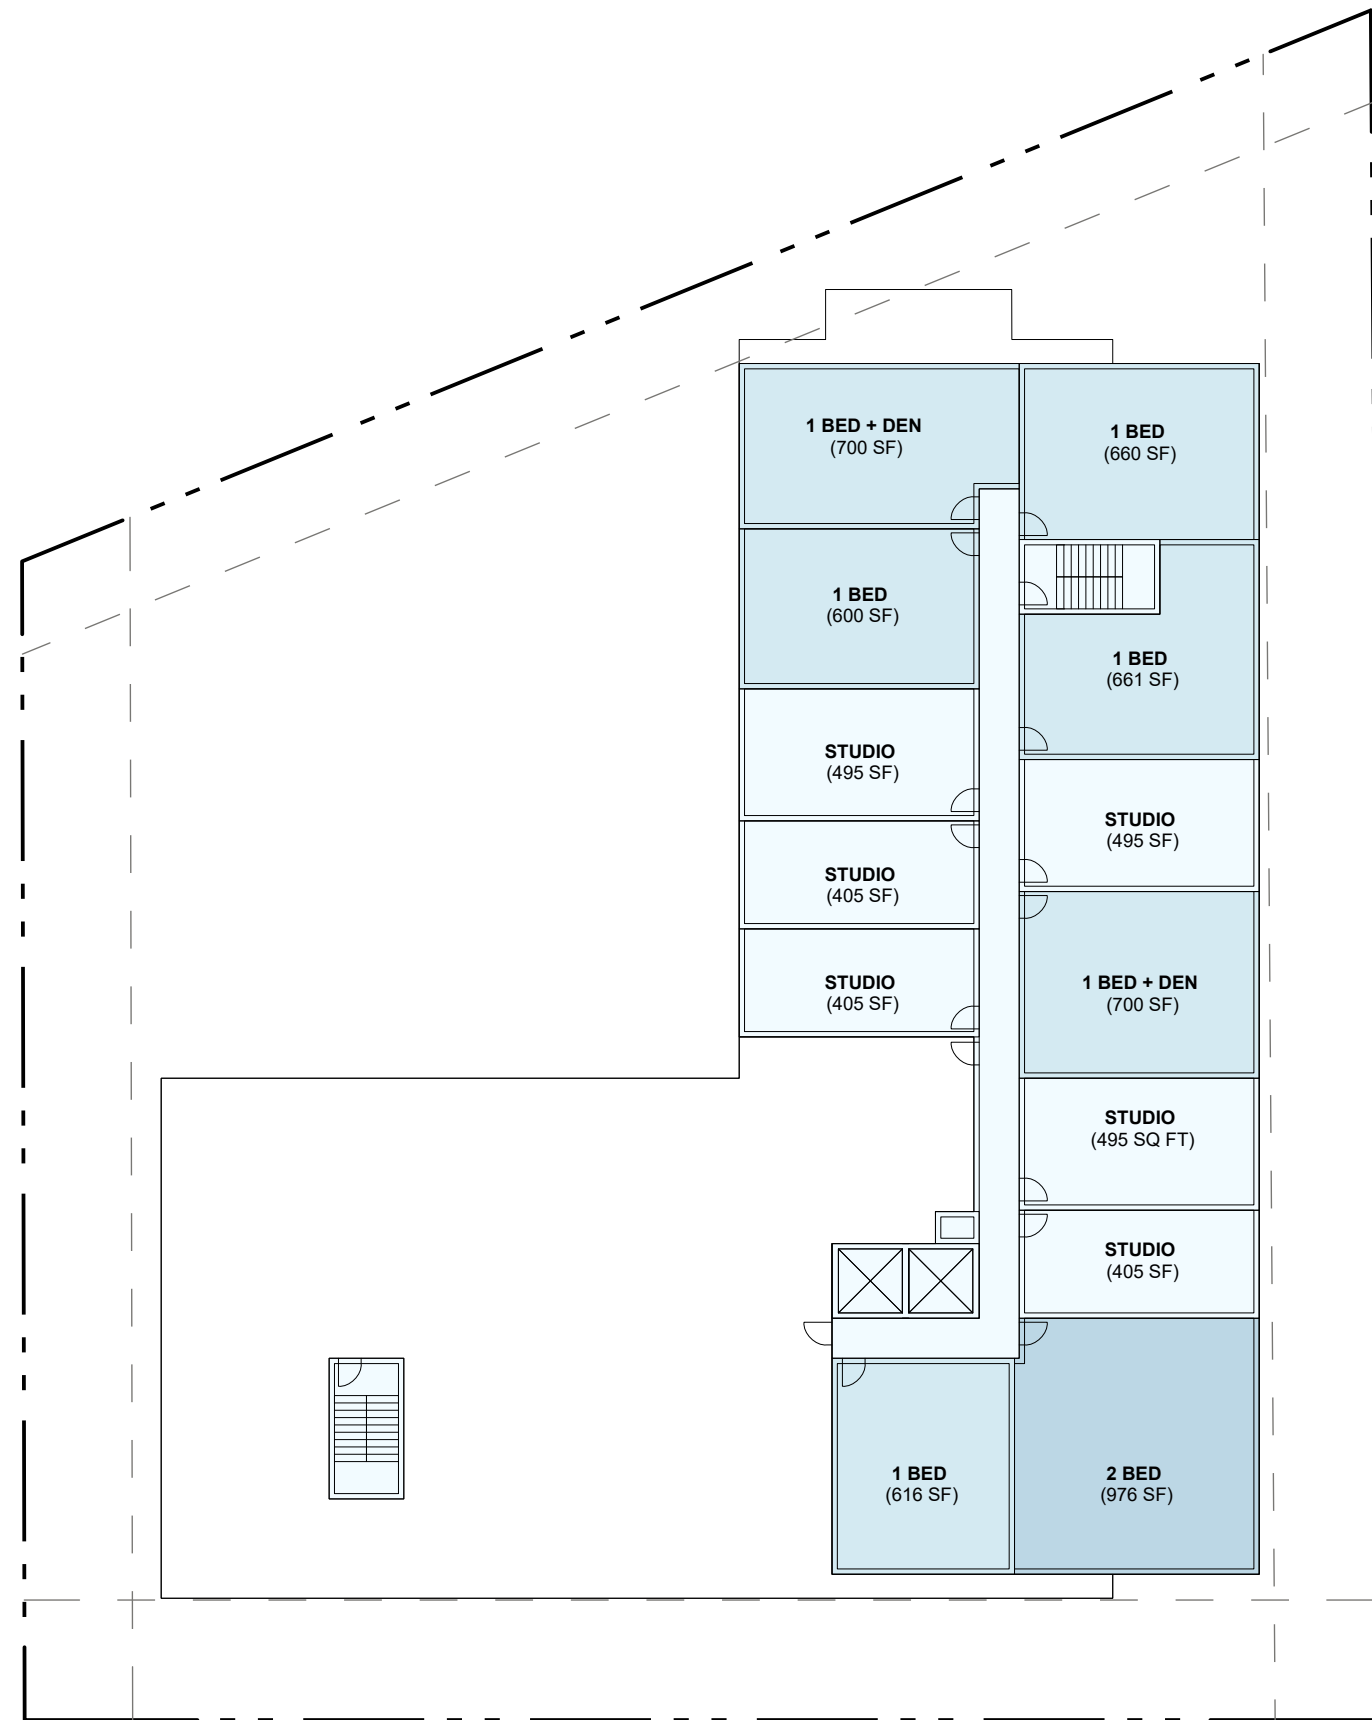 1 BED + DEN
(700 SF)
1 BED
(660 SF)
1 BED
(600 SF)
1 BED
(661 SF)
STUDIO
(495 SF)
STUDIO
(495 SF)
STUDIO
(405 SF)
STUDIO
(405 SF)
1 BED + DEN
(700 SF)
STUDIO
(495 SQ FT)
STUDIO
(405 SF)
1 BED
(616 SF)
2 BED
(976 SF)